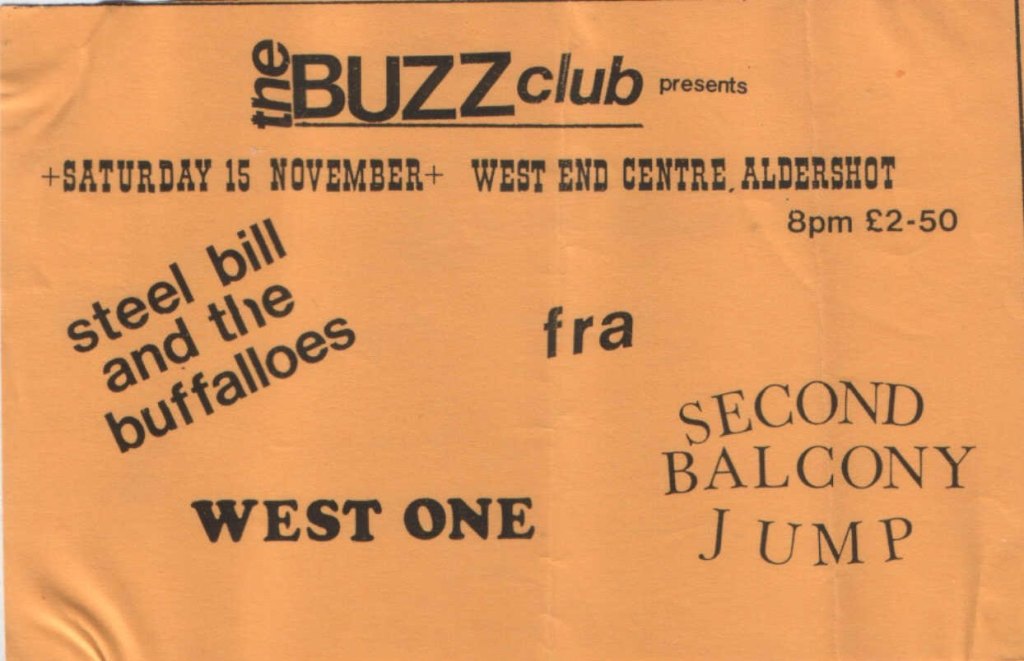 the BUZZ club presents
+SATURDAY 15 NOVEMBER+ WEST END CENTRE, ALDERSHOT
8pm £2-50
steel bill
and the
buffalloes
fra
SECOND
BALCONY
JUMP
WEST ONE